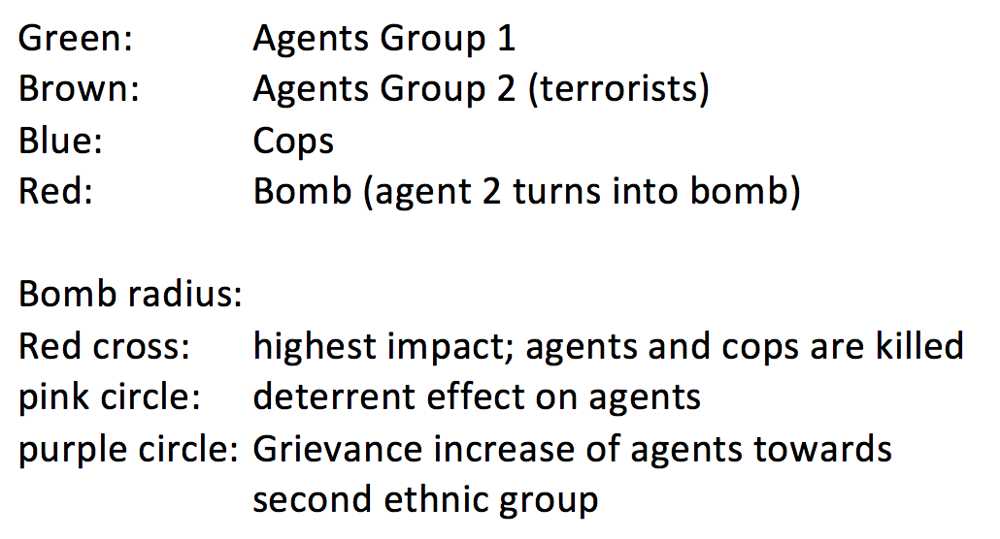 Green: Agents Group 1
Brown: Agents Group 2 (terrorists)
Blue: Cops
Red: Bomb (agent 2 turns into bomb)
Bomb radius:
Red cross: highest impact; agents and cops are killed
pink circle: deterrent effect on agents
purple circle: Grievance increase of agents towards
second ethnic group